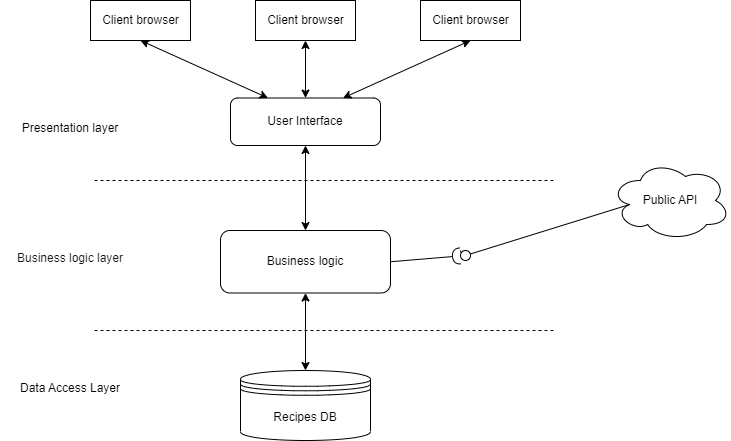 Client browser
Client browser
Client browser
User Interface
Presentation layer
Public API
Business logic layer
Business logic
Data Access Layer
Recipes DB